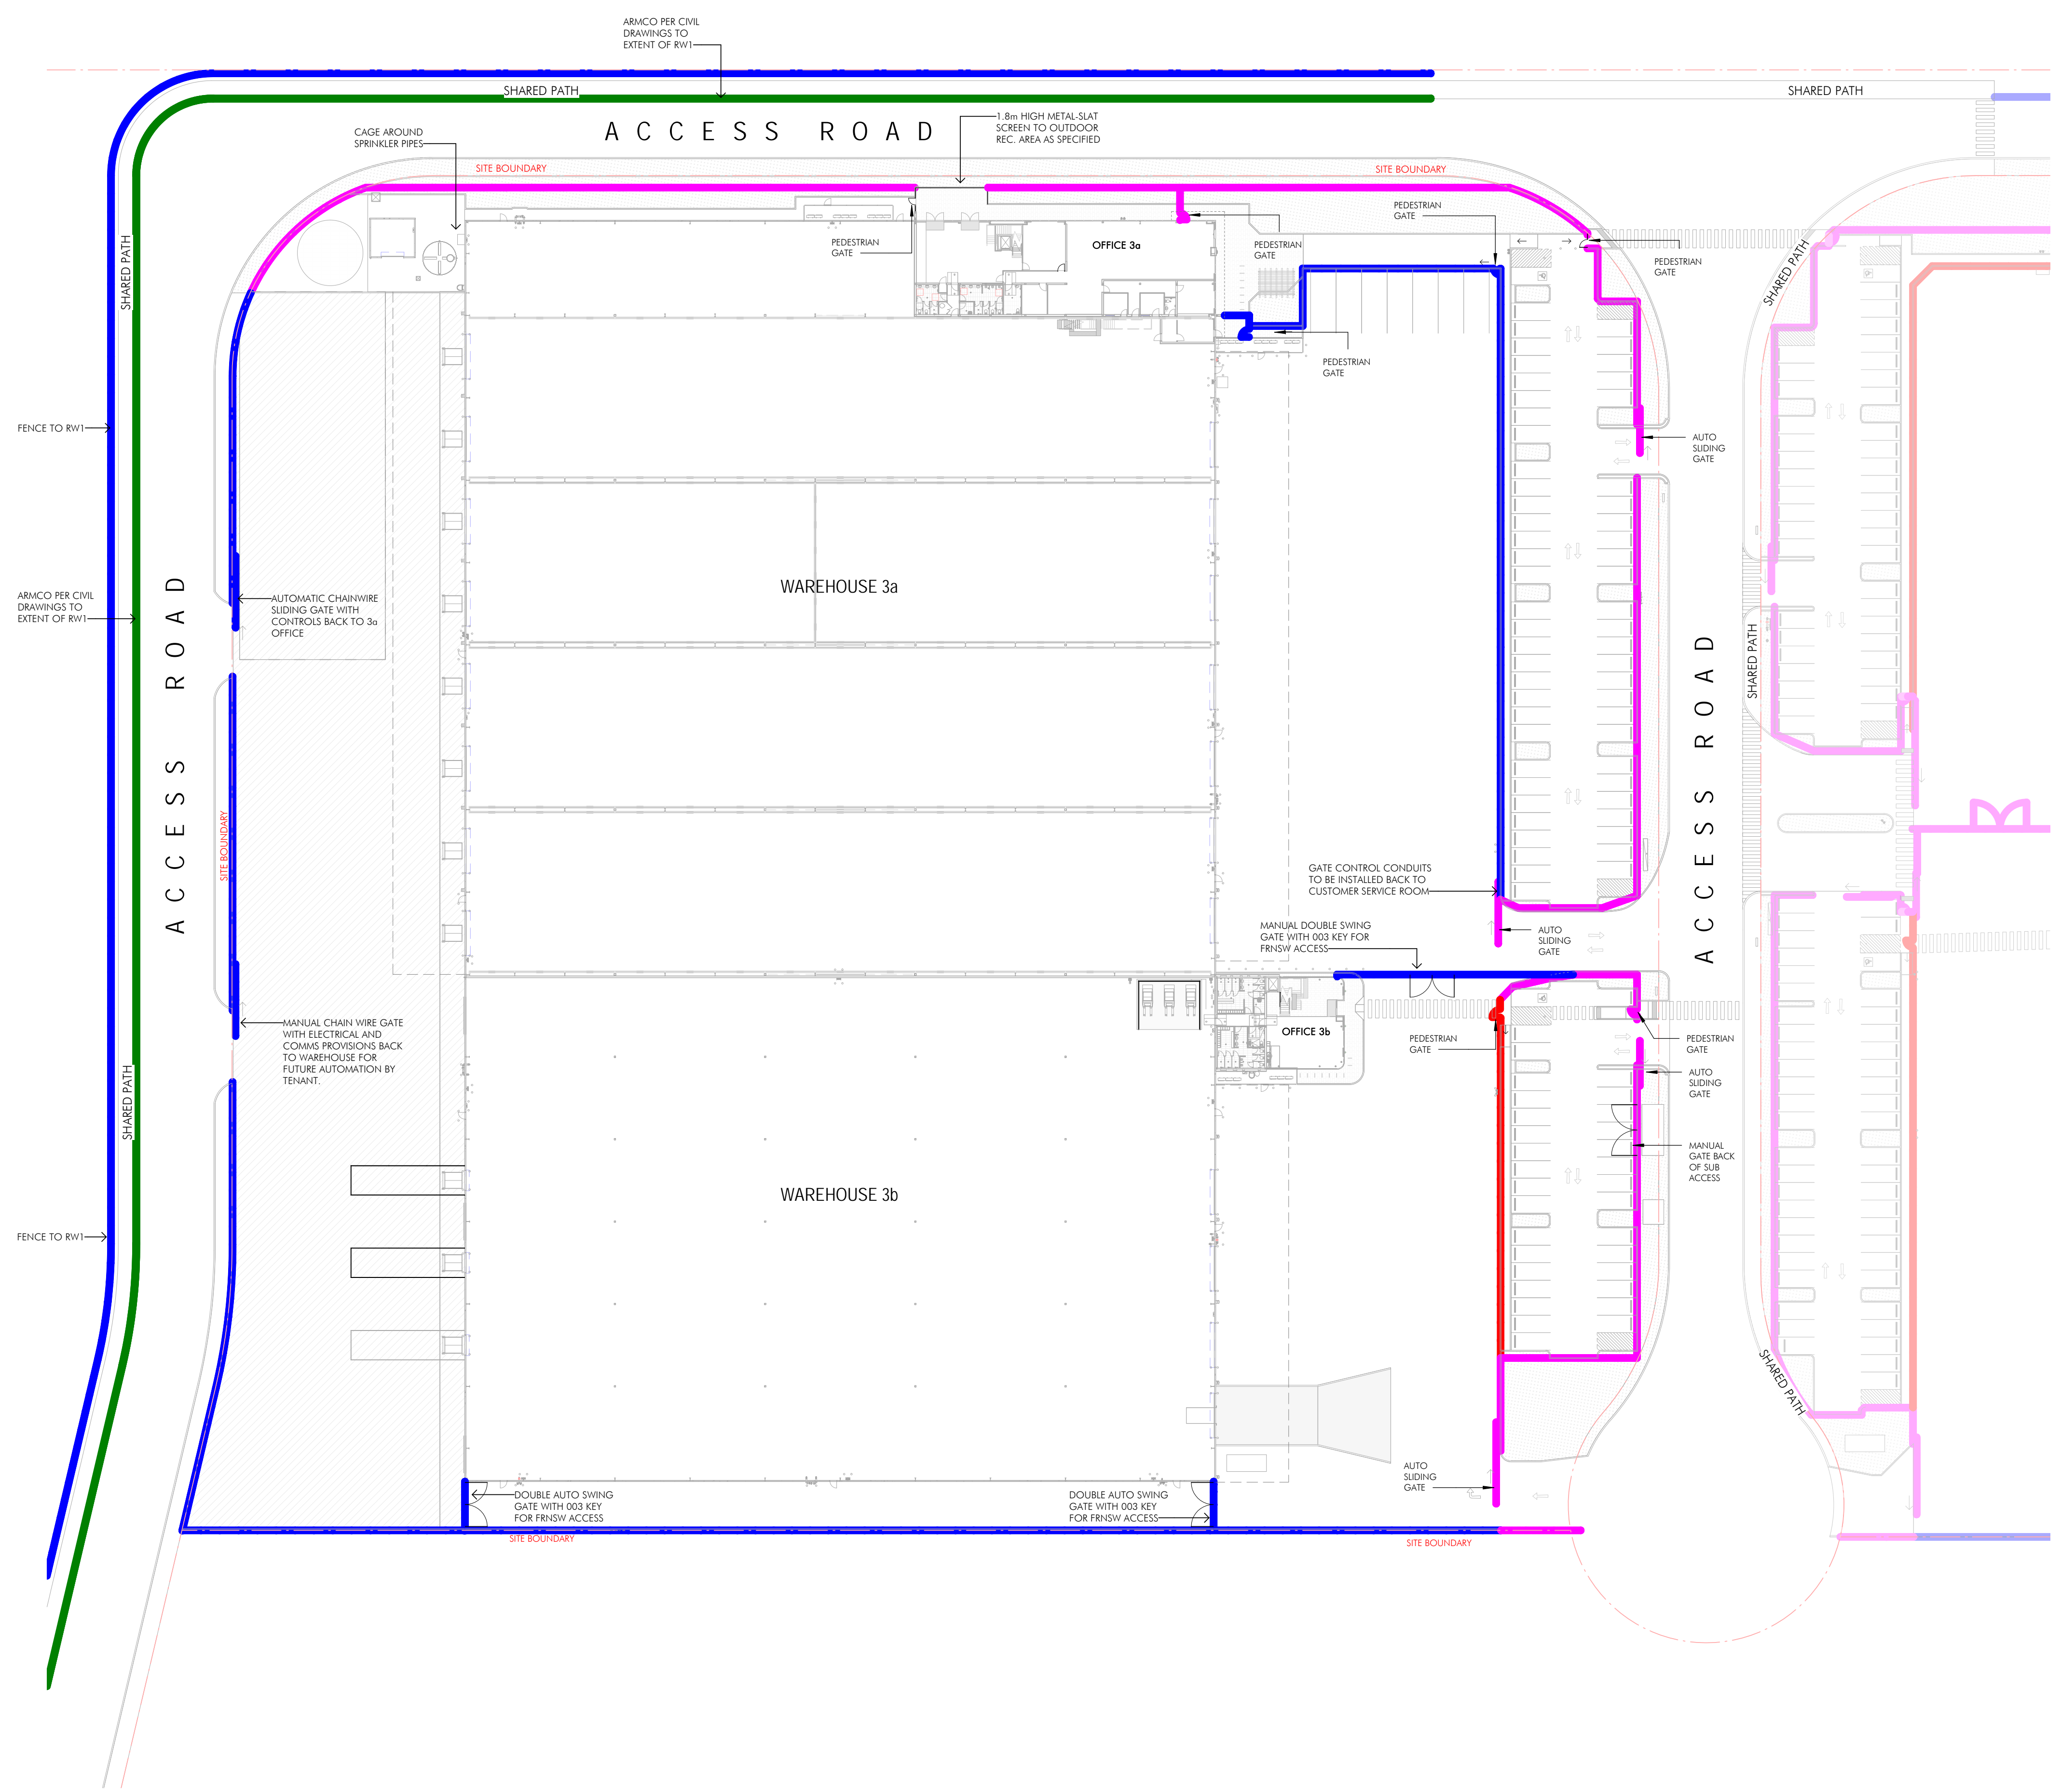 ARMCO PER CIVIL
DRAWINGS TO
EXTENT OF RW1
SHARED PATH
SHARED PATH
ACCESS ROAD
1.8m HIGH METAL-SLAT
SCREEN TO OUTDOOR
REC. AREA AS SPECIFIED
CAGE AROUND
SPRINKLER PIPES
SITE BOUNDARY
SITE BOUNDARY
PEDESTRIAN
GATE
PEDESTRIAN
GATE
OFFICE 3a
PEDESTRIAN
GATE
PEDESTRIAN
GATE
SHARED PATH
SHARED PATH
PEDESTRIAN
GATE
FENCE TO RW1
AUTO
SLIDING
GATE
ARMCO PER CIVIL
DRAWINGS TO
EXTENT OF RW1
ACCESS ROAD
AUTOMATIC CHAINWIRE
SLIDING GATE WITH
CONTROLS BACK TO 3a
OFFICE
WAREHOUSE 3a
ACCESS ROAD
SHARED PATH
SITE BOUNDARY
GATE CONTROL CONDUITS
TO BE INSTALLED BACK TO
CUSTOMER SERVICE ROOM
MANUAL DOUBLE SWING
GATE WITH 003 KEY FOR
FRNSW ACCESS
AUTO
SLIDING
GATE
MANUAL CHAIN WIRE GATE
WITH ELECTRICAL AND
COMMS PROVISIONS BACK
TO WAREHOUSE FOR
FUTURE AUTOMATION BY
TENANT.
OFFICE 3b
PEDESTRIAN
GATE
PEDESTRIAN
GATE
AUTO
SLIDING
GATE
SHARED PATH
MANUAL
GATE BACK
OF SUB
ACCESS
WAREHOUSE 3b
FENCE TO RW1
SHARED PATH
AUTO
SLIDING
GATE
DOUBLE AUTO SWING
GATE WITH 003 KEY
FOR FRNSW ACCESS
DOUBLE AUTO SWING
GATE WITH 003 KEY
FOR FRNSW ACCESS
SITE BOUNDARY
SITE BOUNDARY